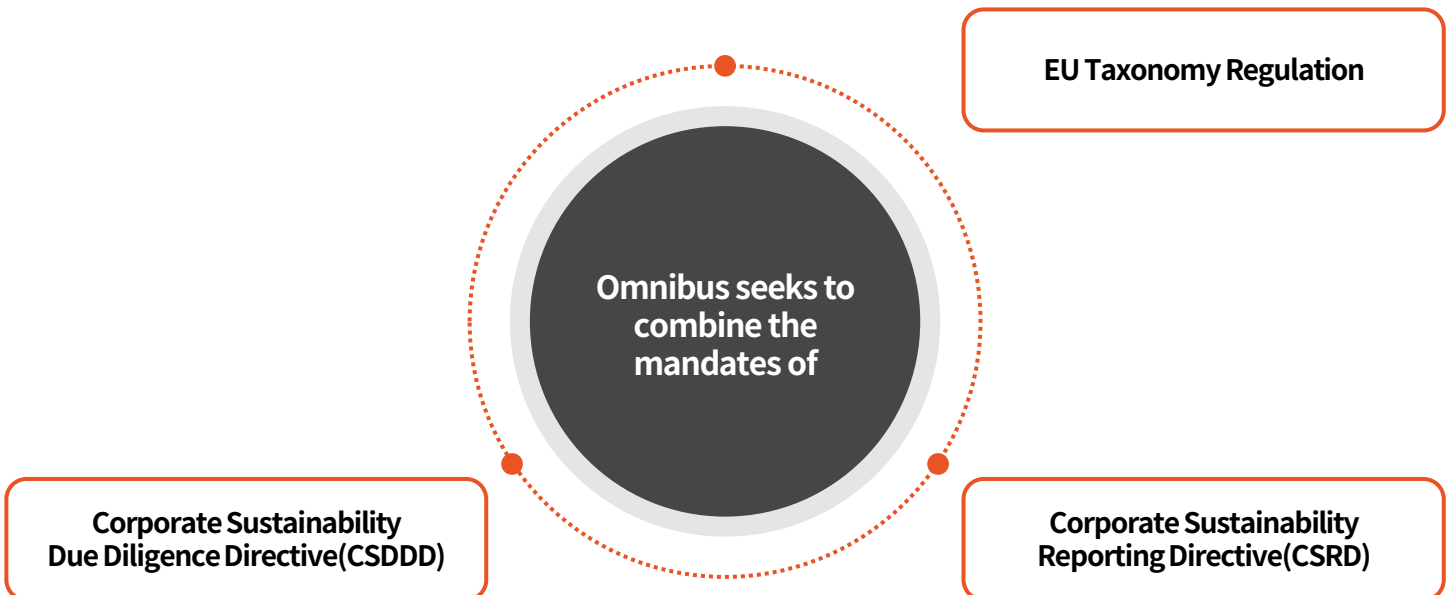 EU Taxonomy Regulation
Omnibus seeks to
combine the
mandates of
Corporate Sustainability
Due Diligence Directive(CSDDD)
Corporate Sustainability
Reporting Directive(CSRD)